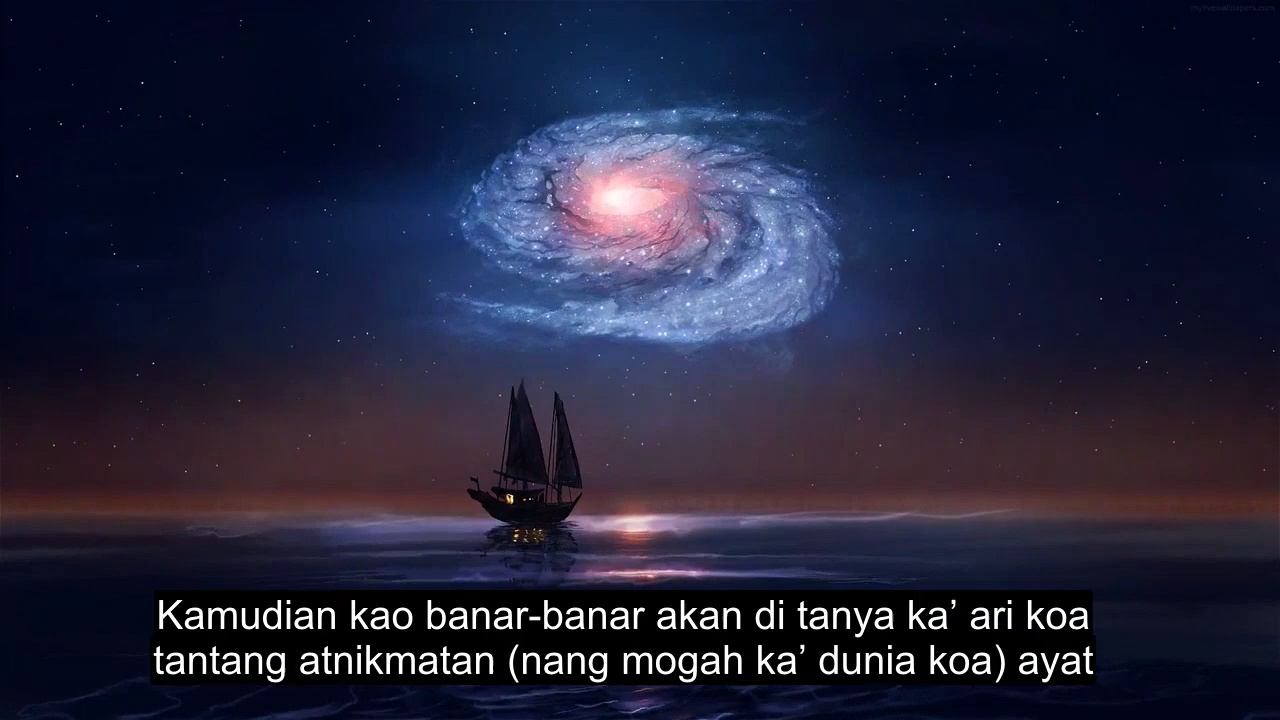 Kamudian kao banar-banar akan di tanya ka’ ari koa
tantang atnikmatan (nang mogah ka’ dunia koa) ayat